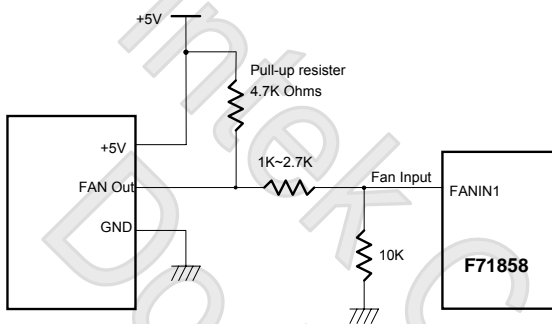 +5V
Pull-up resister
4.7K Ohms
+5V
1K~2.7K
Fan Input
FAN Out
FANIN1
GND
10K
F71858